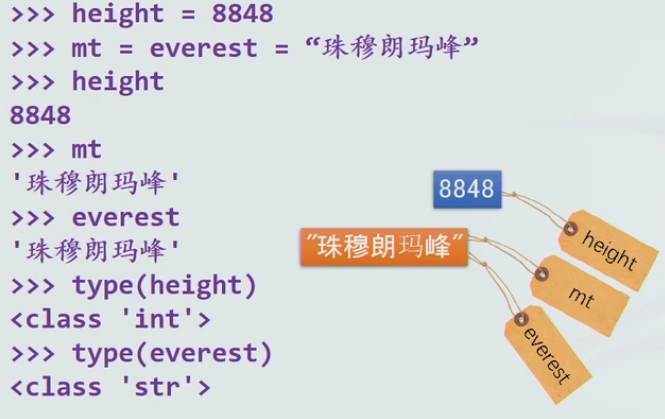 >>> height = 8848
>>> mt = everest = “珠穆朗玛峰”
>>> height
8848
>>> mt
'珠穆朗玛峰'
>>> everest
'珠穆朗玛峰'
>>> type(height)
<class 'int'>
>>> type(everest)
<class 'str'>
8848
"珠穆朗玛峰"
height
mt
everest